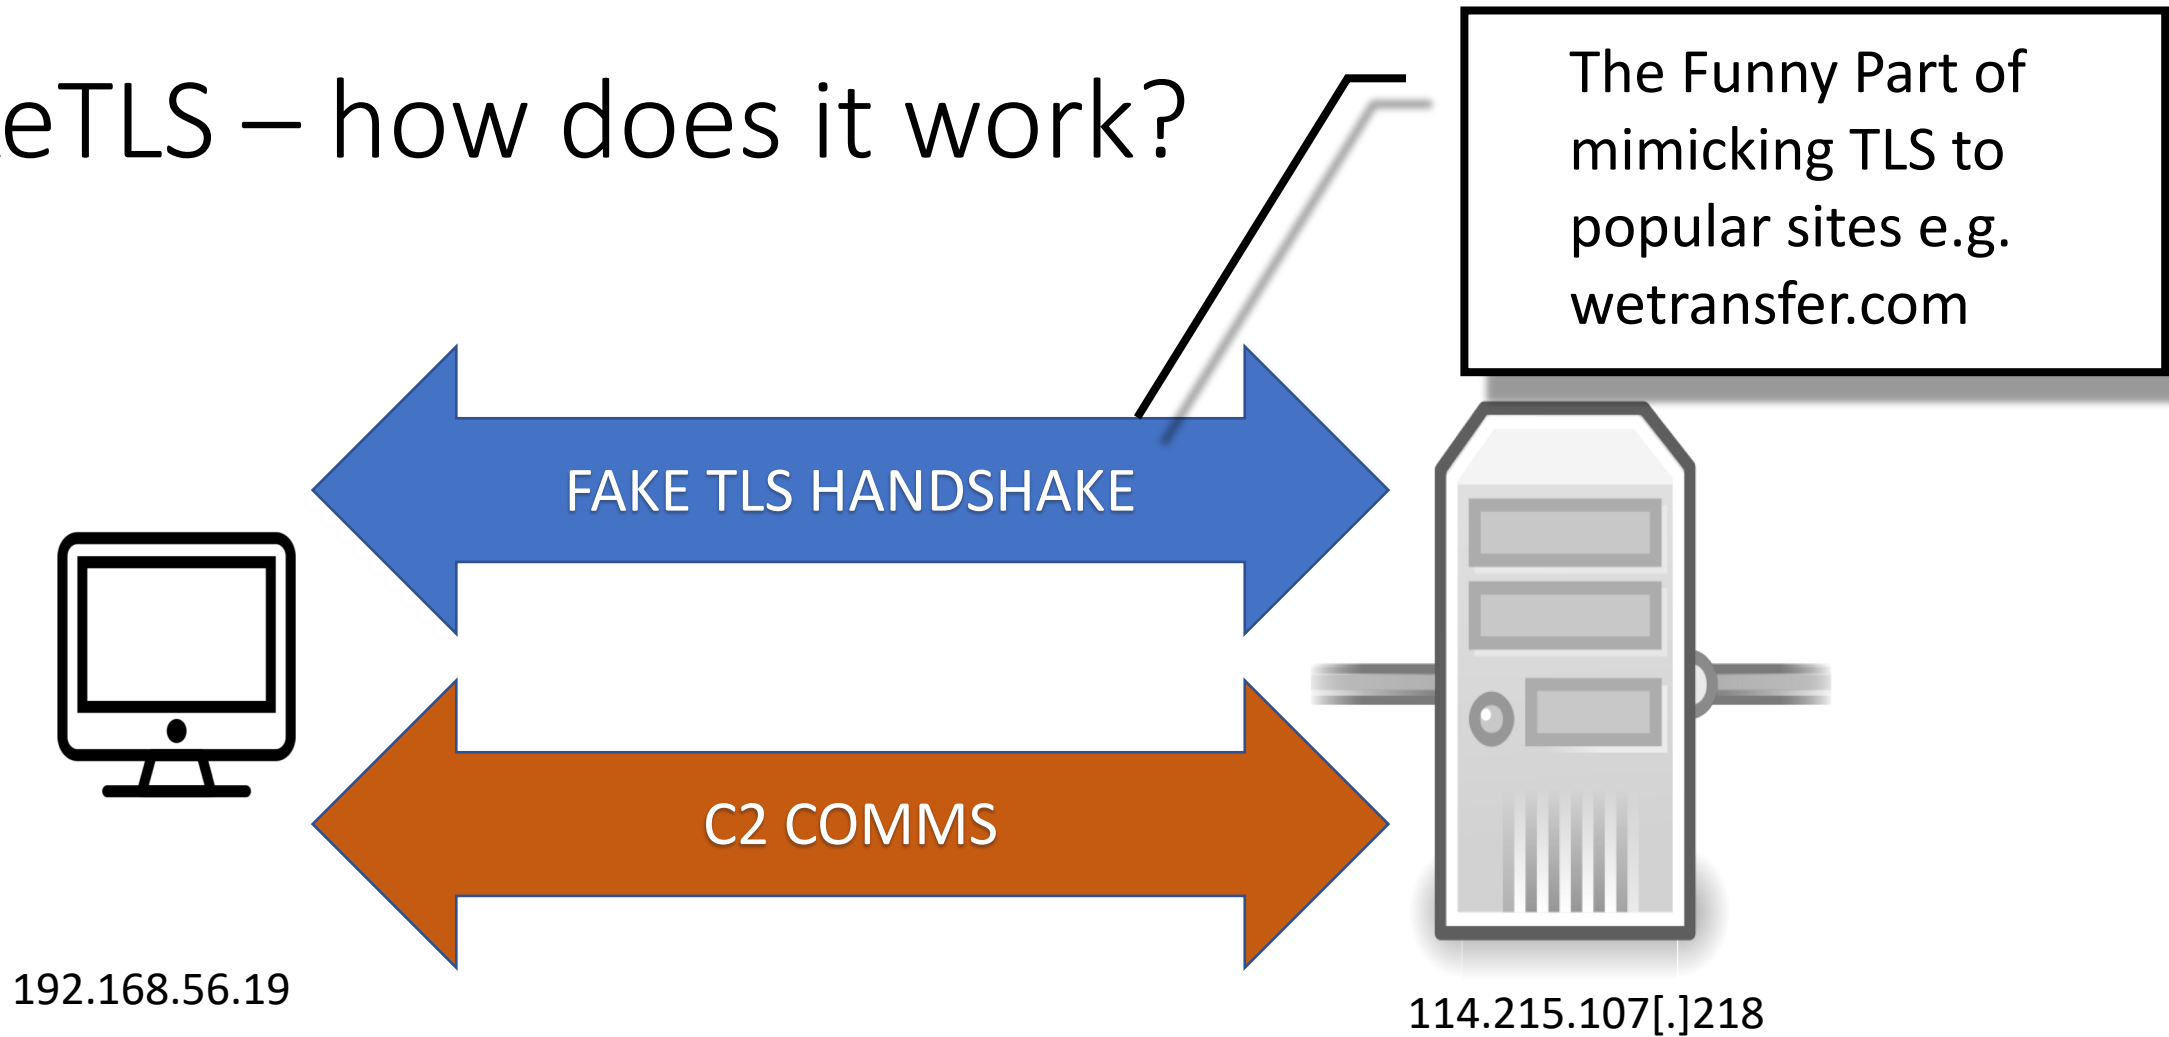 eTLS – how does it work?
The Funny Part of
mimicking TLS to
popular sites e.g.
wetransfer.com
FAKE TLS HANDSHAKE
C2 COMMS
192.168.56.19
114.215.107[.]218